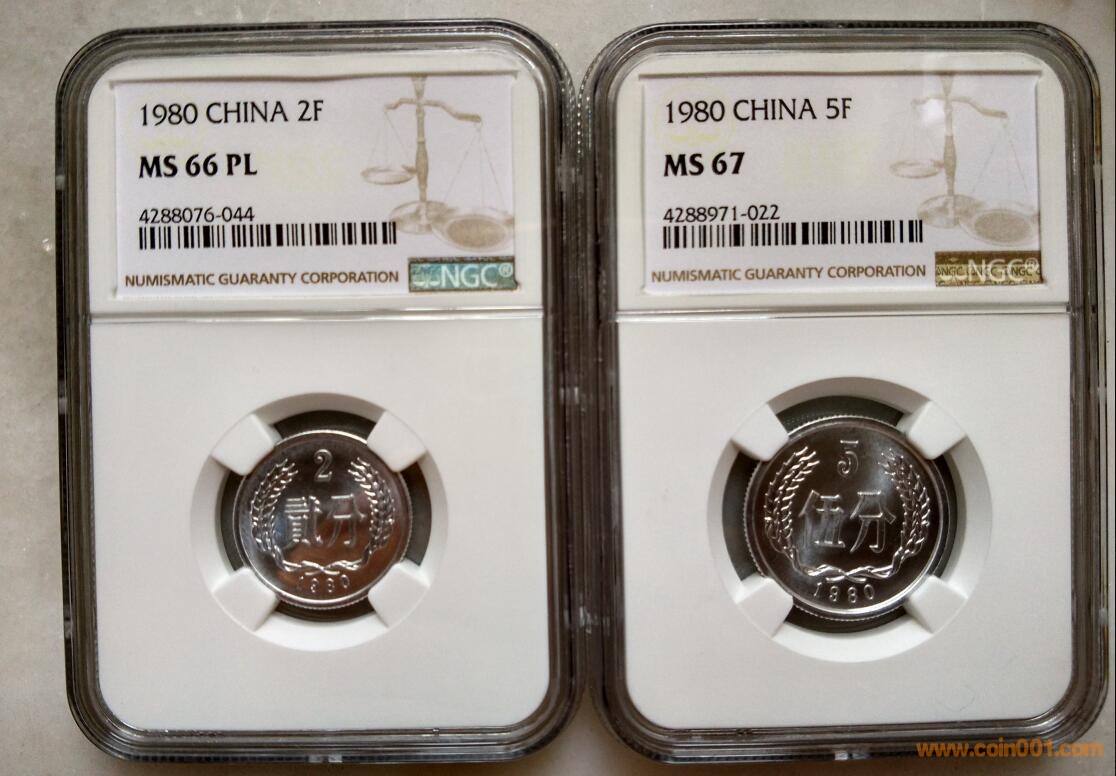 1980 CHINA 2F
MS 66 PL
4288076-044
NUMISMATIC GUARANTY CORPORATION
NGC®
2
貳分
1980
1980 CHINA 5F
MS 67
4288971-022
NUMISMATIC GUARANTY CORPORATION
NGC®
5
伍分
1980
www.coin001.com